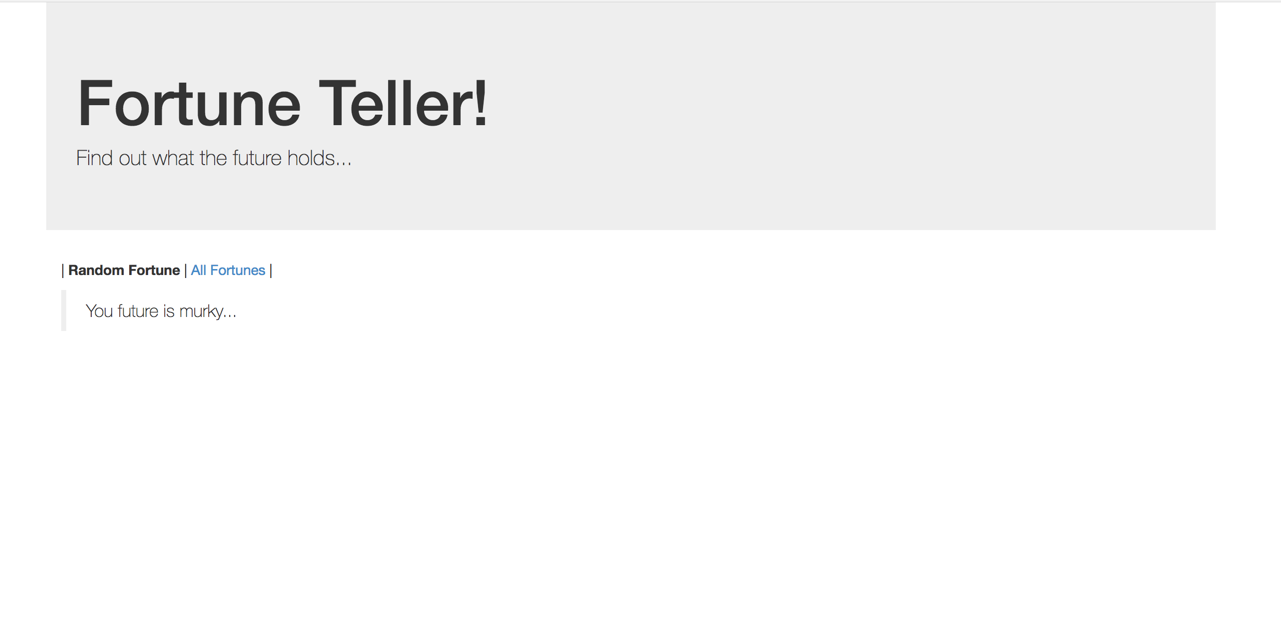 Fortune Teller!
Find out what the future holds...
| Random Fortune | All Fortunes |
You future is murky...